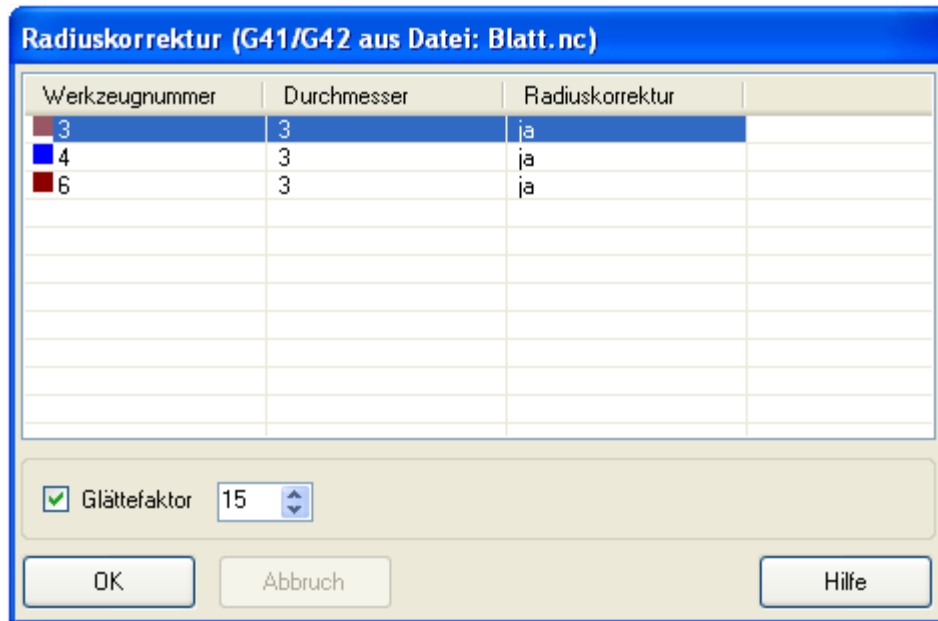 Radiuskorrektur (G41/G42 aus Datei: Blatt.nc)
Werkzeugnummer Durchmesser Radiuskorrektur
3 3 ja
4 3 ja
6 3 ja
Glättefaktor 15
OK Abbruch Hilfe